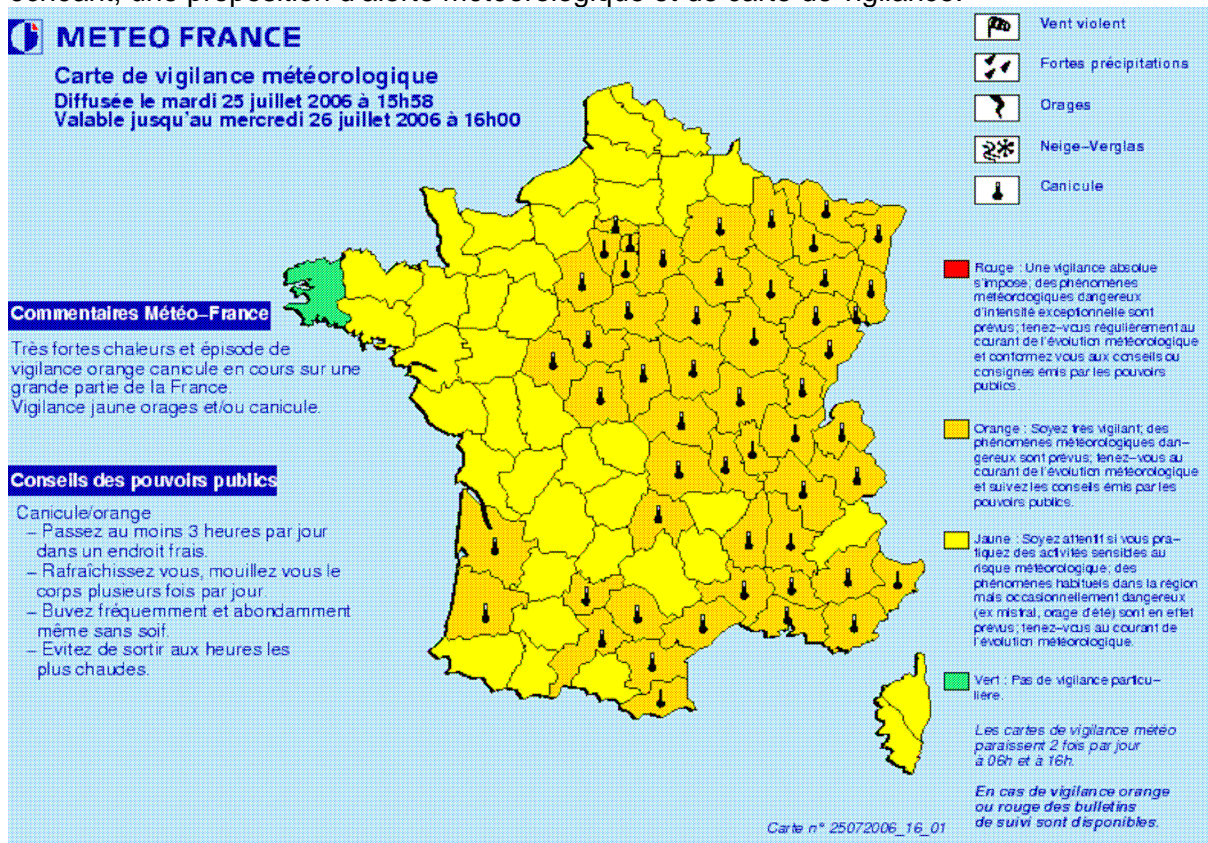 échéant, une proposition d'alerte météorologique et de carte de vigilance.
METEO FRANCE
Carte de vigilance météorologique
Diffusée le mardi 25 juillet 2006 à 15h58
Valable jusqu'au mercredi 26 juillet 2006 à 16h00
Commentaires Météo–France
Très fortes chaleurs et épisode de
vigilance orange canicule en cours sur une
grande partie de la France.
Vigilance jaune orages et/ou canicule.
Conseils des pouvoirs publics
Canicule/orange
– Passez au moins 3 heures par jour
dans un endroit frais.
– Rafraîchissez vous, mouillez vous le
corps plusieurs fois par jour.
– Buvez fréquemment et abondamment
même sans soif.
– Evitez de sortir aux heures les
plus chaudes.
Vent violent
Fortes précipitations
Orages
Neige–Verglas
Canicule
Rouge : Une vigilance absolue
s'impose; des phénomènes
météorologiques dangereux
d'intensité exceptionnelle sont
prévus; tenez–vous régulièrement au
courant de l'évolution météorologique
et conformez vous aux conseils ou
consignes émis par les pouvoirs
publics.
Orange : Soyez très vigilant; des
phénomènes météorologiques dan–
gereux sont prévus; tenez–vous au
courant de l'évolution météorologique
et suivez les conseils émis par les
pouvoirs publics.
Jaune : Soyez attentif si vous pra–
tiquez des activités sensibles au
risque météorologique; des
phénomènes habituels dans la région
mais occasionnellement dangereux
(ex mistral, orage d'été) sont en effet
prévus; tenez–vous au courant de
l'évolution météorologique.
Vert : Pas de vigilance particu–
lière.
Les cartes de vigilance météo
paraissent 2 fois par jour
à 06h et à 16h.
En cas de vigilance orange
ou rouge des bulletins
de suivi sont disponibles.
Carte n° 25072006_16_01